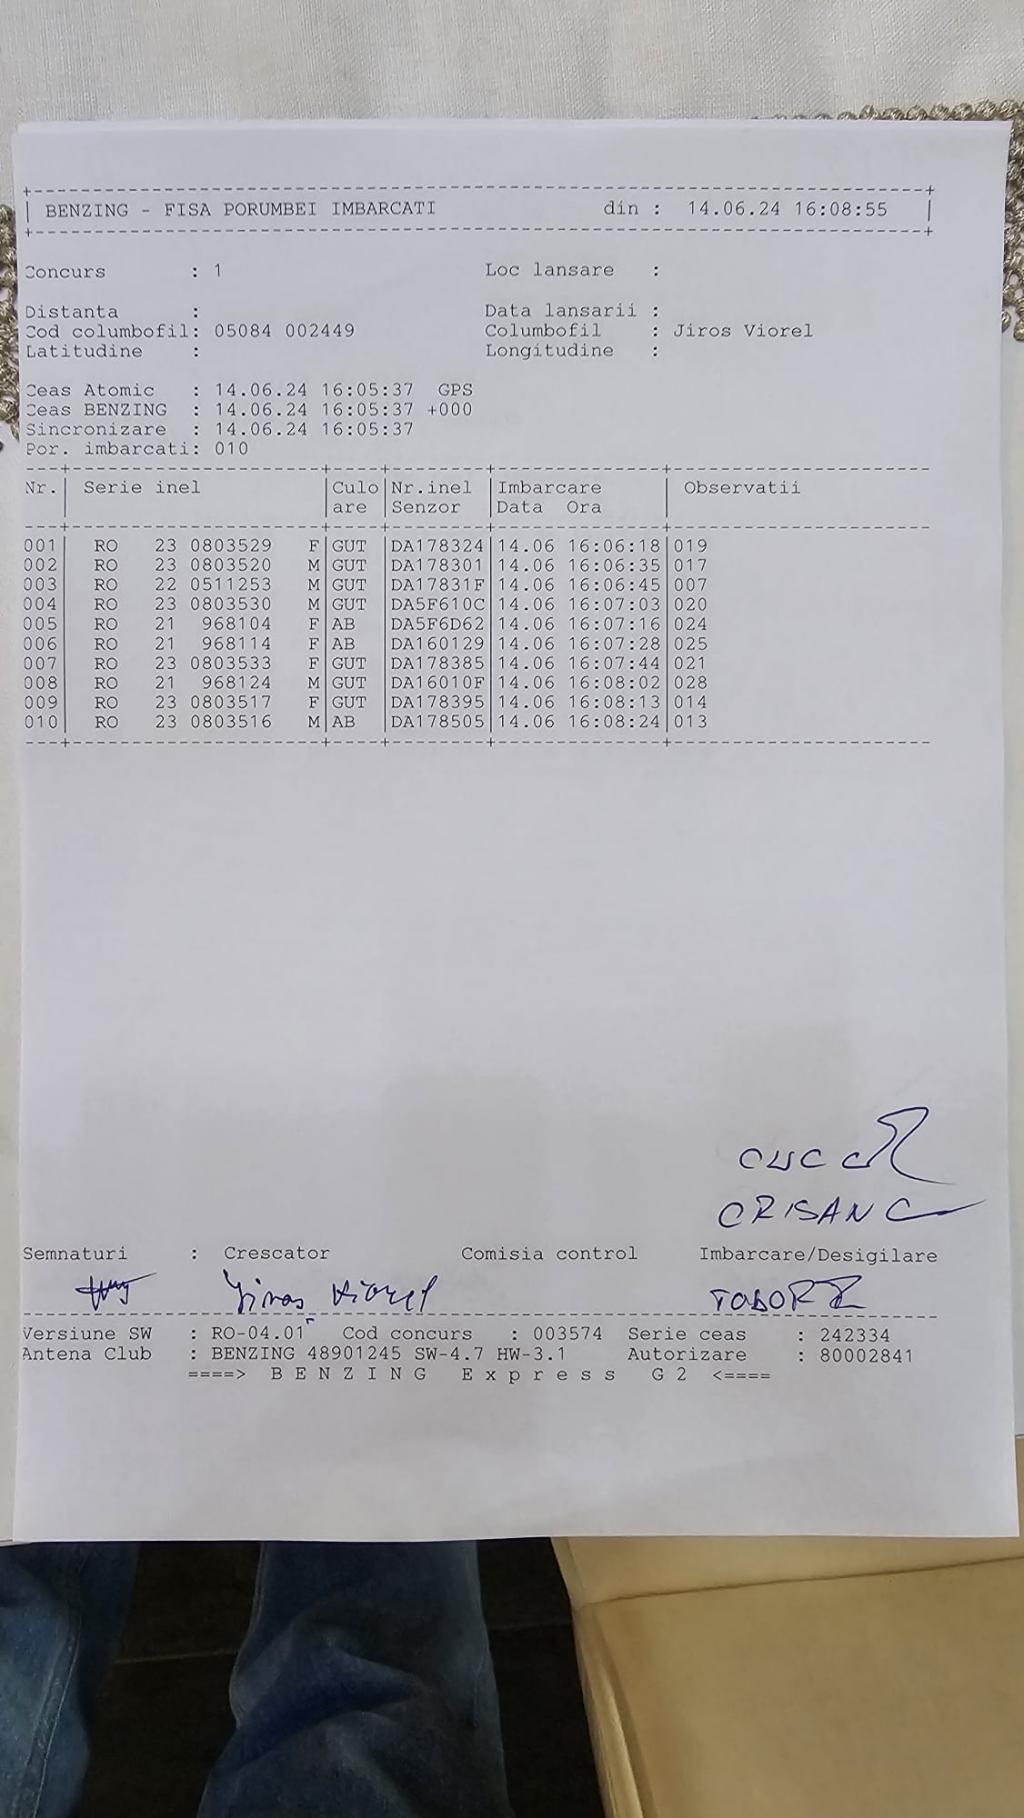 BENZING - FISA PORUMBEI IMBARCATI din : 14.06.24 16:08:55
Concurs : 1 Loc lansare :
Distanta : Data lansarii :
Cod columbofil: 05084 002449 Columbofil : Jiros Viorel
Latitudine : Longitudine :
Ceas Atomic : 14.06.24 16:05:37 GPS
Ceas BENZING : 14.06.24 16:05:37 +000
Sincronizare : 14.06.24 16:05:37
Por. imbarcati: 010
Nr. Serie inel Culo Nr.inel Imbarcare Observatii
are Senzor Data Ora
001 RO 23 0803529 F GUT DA178324 14.06 16:06:18 019
002 RO 23 0803520 M GUT DA178301 14.06 16:06:35 017
003 RO 22 0511253 M GUT DA17831F 14.06 16:06:45 007
004 RO 23 0803530 M GUT DA5F610C 14.06 16:07:03 020
005 RO 21 968104 F AB DA5F6D62 14.06 16:07:16 024
006 RO 21 968114 F AB DA160129 14.06 16:07:28 025
007 RO 23 0803533 F GUT DA178385 14.06 16:07:44 021
008 RO 21 968124 M GUT DA16010F 14.06 16:08:02 028
009 RO 23 0803517 F GUT DA178395 14.06 16:08:13 014
010 RO 23 0803516 M AB DA178505 14.06 16:08:24 013
CRISAN C
Semnaturi : Crescator Comisia control Imbarcare/Desigilare
Jiros Viorel
Versiune SW : RO-04.01 Cod concurs : 003574 Serie ceas : 242334
Antena Club : BENZING 48901245 SW-4.7 HW-3.1 Autorizare : 80002841
====> B E N Z I N G E x p r e s s G 2 <====